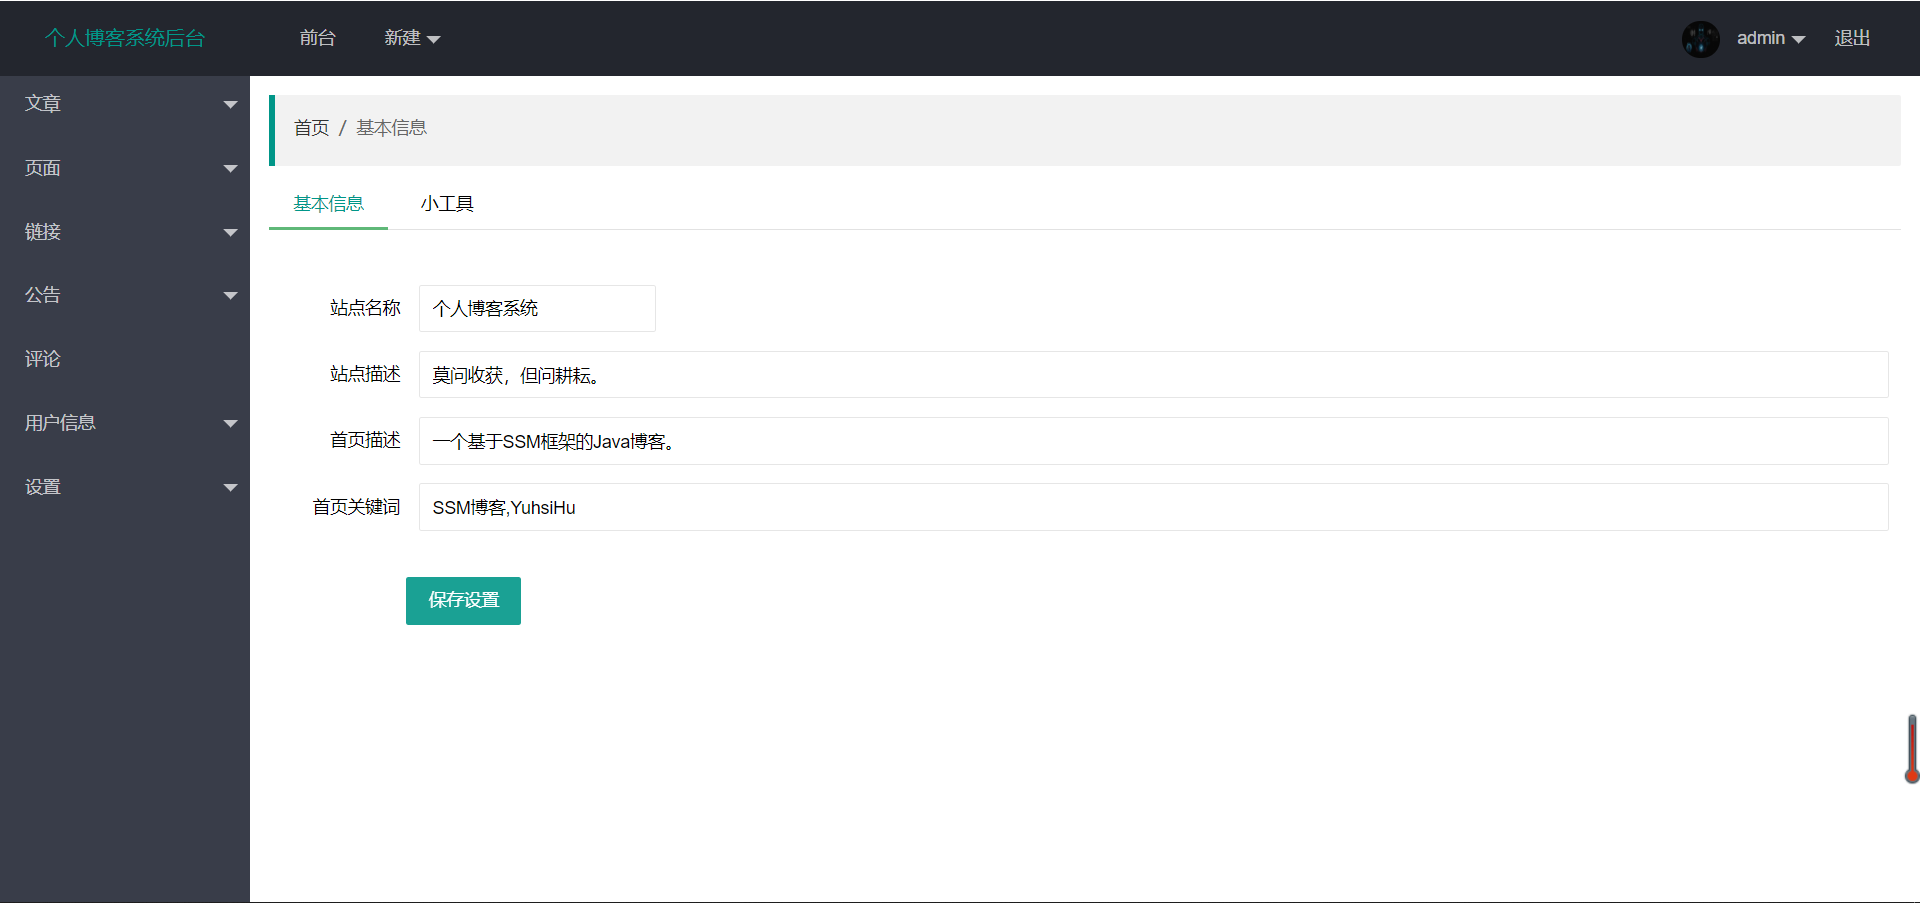 个人博客系统后台 前台 新建 admin 退出
文章
页面
链接
公告
评论
用户信息
设置
首页 / 基本信息
基本信息 小工具
站点名称 个人博客系统
站点描述 莫问收获，但问耕耘。
首页描述 一个基于SSM框架的Java博客。
首页关键词 SSM博客,YuhsiHu
保存设置